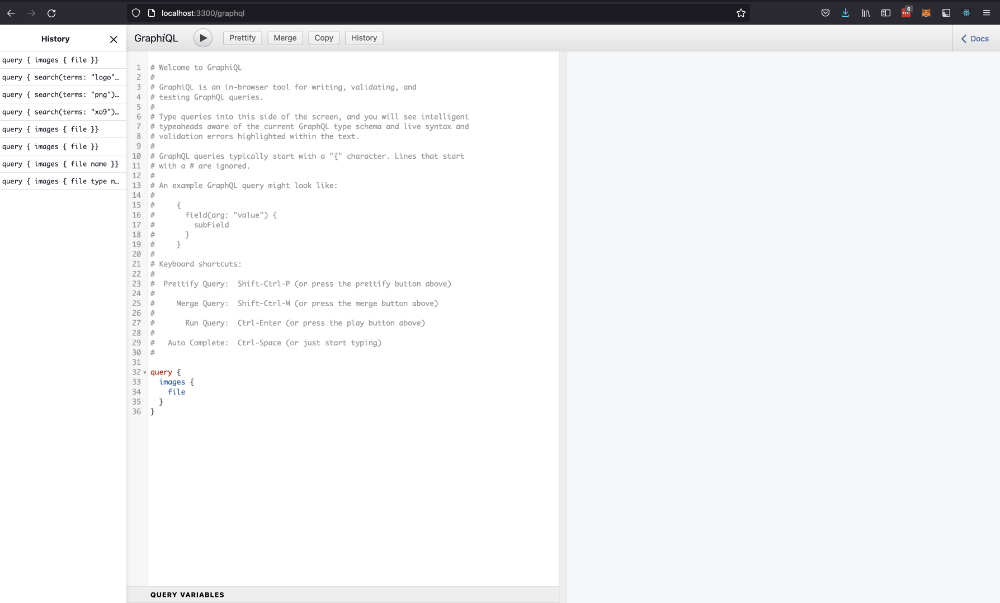 localhost:3300/graphql
History
GraphiQL
Prettify
Merge
Copy
History
Docs
query { images { file }}
query { search(terms: "logo"…
query { search(terms: "png")…
query { search(terms: "xo9")…
query { images { file }}
query { images { file }}
query { images { file name }}
query { images { file type n…
1 # Welcome to GraphiQL
2 #
3 # GraphiQL is an in-browser tool for writing, validating, and
4 # testing GraphQL queries.
5 #
6 # Type queries into this side of the screen, and you will see intelligent
7 # typeaheads aware of the current GraphQL type schema and live syntax and
8 # validation errors highlighted within the text.
9 #
10 # GraphQL queries typically start with a "{" character. Lines that start
11 # with a # are ignored.
12 #
13 # An example GraphQL query might look like:
14 #
15 #     {
16 #       field(arg: "value") {
17 #         subField
18 #       }
19 #     }
20 #
21 # Keyboard shortcuts:
22 #
23 #  Prettify Query:  Shift-Ctrl-P (or press the prettify button above)
24 #
25 #     Merge Query:  Shift-Ctrl-M (or press the merge button above)
26 #
27 #       Run Query:  Ctrl-Enter (or press the play button above)
28 #
29 #   Auto Complete:  Ctrl-Space (or just start typing)
30 #
31
32 query {
33   images {
34     file
35   }
36 }
QUERY VARIABLES